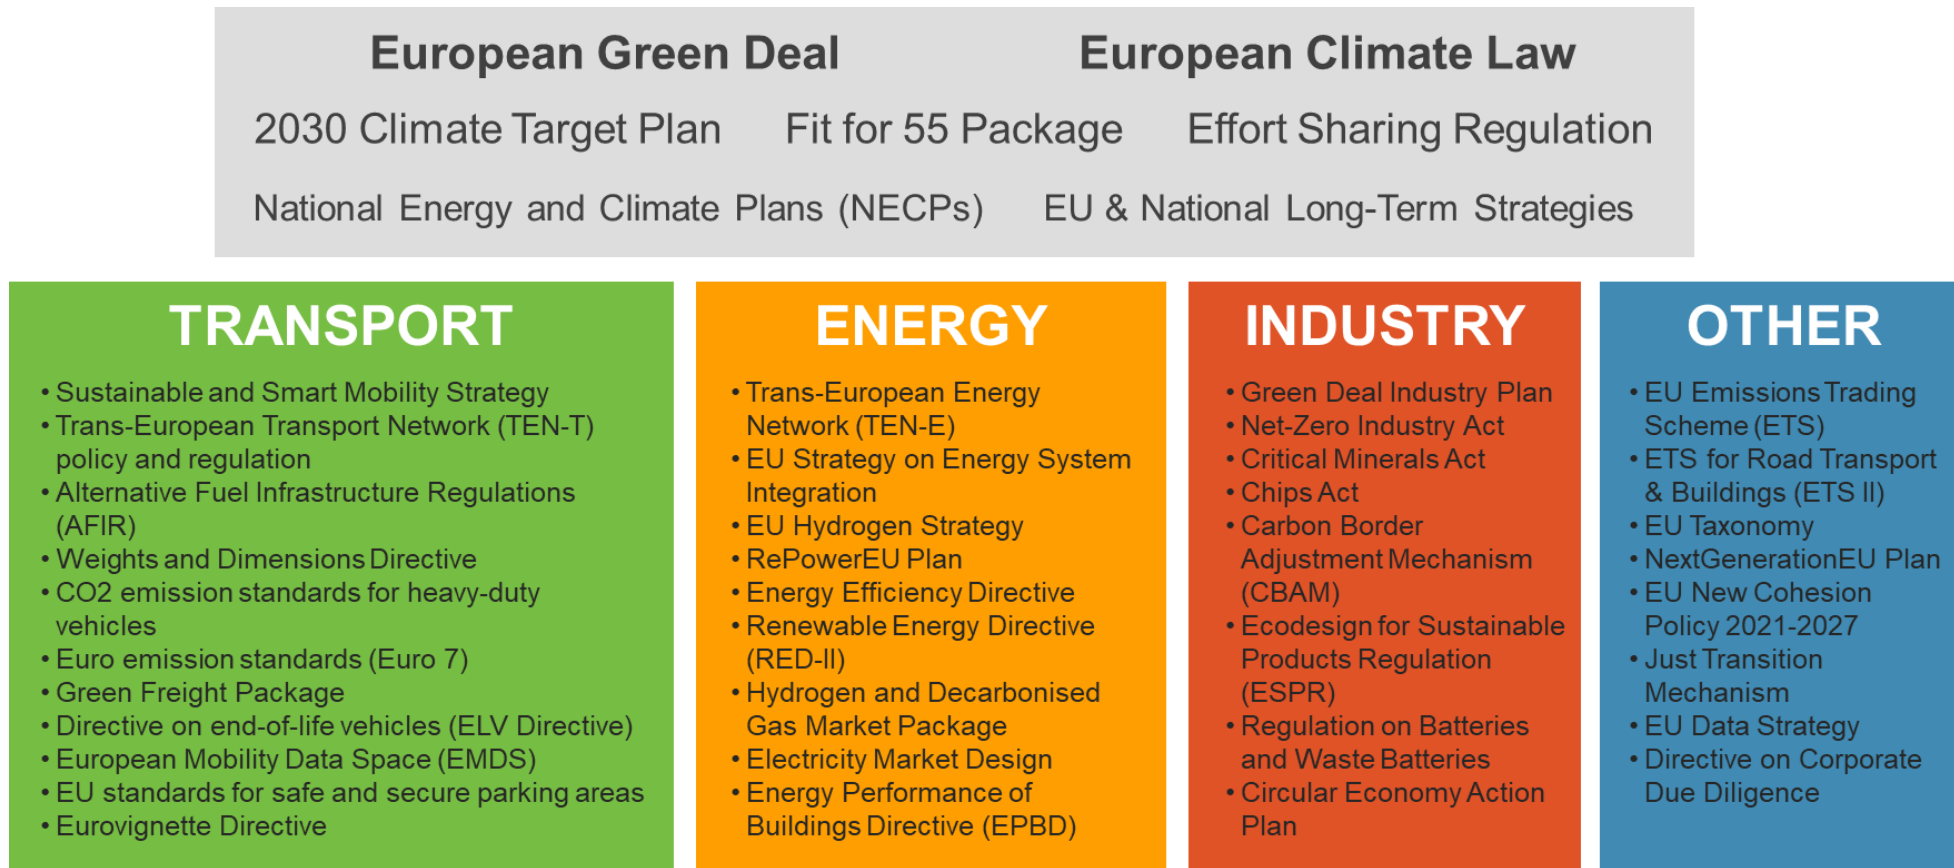 European Green Deal European Climate Law
2030 Climate Target Plan Fit for 55 Package Effort Sharing Regulation
National Energy and Climate Plans (NECPs) EU & National Long-Term Strategies
TRANSPORT
• Sustainable and Smart Mobility Strategy
• Trans-European Transport Network (TEN-T)
policy and regulation
• Alternative Fuel Infrastructure Regulations
(AFIR)
• Weights and Dimensions Directive
• CO2 emission standards for heavy-duty
vehicles
• Euro emission standards (Euro 7)
• Green Freight Package
• Directive on end-of-life vehicles (ELV Directive)
• European Mobility Data Space (EMDS)
• EU standards for safe and secure parking areas
• Eurovignette Directive
ENERGY
• Trans-European Energy
Network (TEN-E)
• EU Strategy on Energy System
Integration
• EU Hydrogen Strategy
• RePowerEU Plan
• Energy Efficiency Directive
• Renewable Energy Directive
(RED-II)
• Hydrogen and Decarbonised
Gas Market Package
• Electricity Market Design
• Energy Performance of
Buildings Directive (EPBD)
INDUSTRY
• Green Deal Industry Plan
• Net-Zero Industry Act
• Critical Minerals Act
• Chips Act
• Carbon Border
Adjustment Mechanism
(CBAM)
• Ecodesign for Sustainable
Products Regulation
(ESPR)
• Regulation on Batteries
and Waste Batteries
• Circular Economy Action
Plan
OTHER
• EU Emissions Trading
Scheme (ETS)
• ETS for Road Transport
& Buildings (ETS II)
• EU Taxonomy
• NextGenerationEU Plan
• EU New Cohesion
Policy 2021-2027
• Just Transition
Mechanism
• EU Data Strategy
• Directive on Corporate
Due Diligence